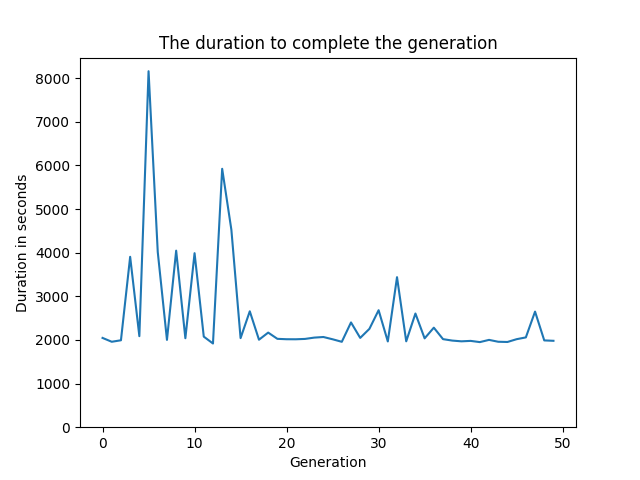 The duration to complete the generation
8000
7000
6000
5000
4000
3000
2000
1000
0
Duration in seconds
0 10 20 30 40 50
Generation